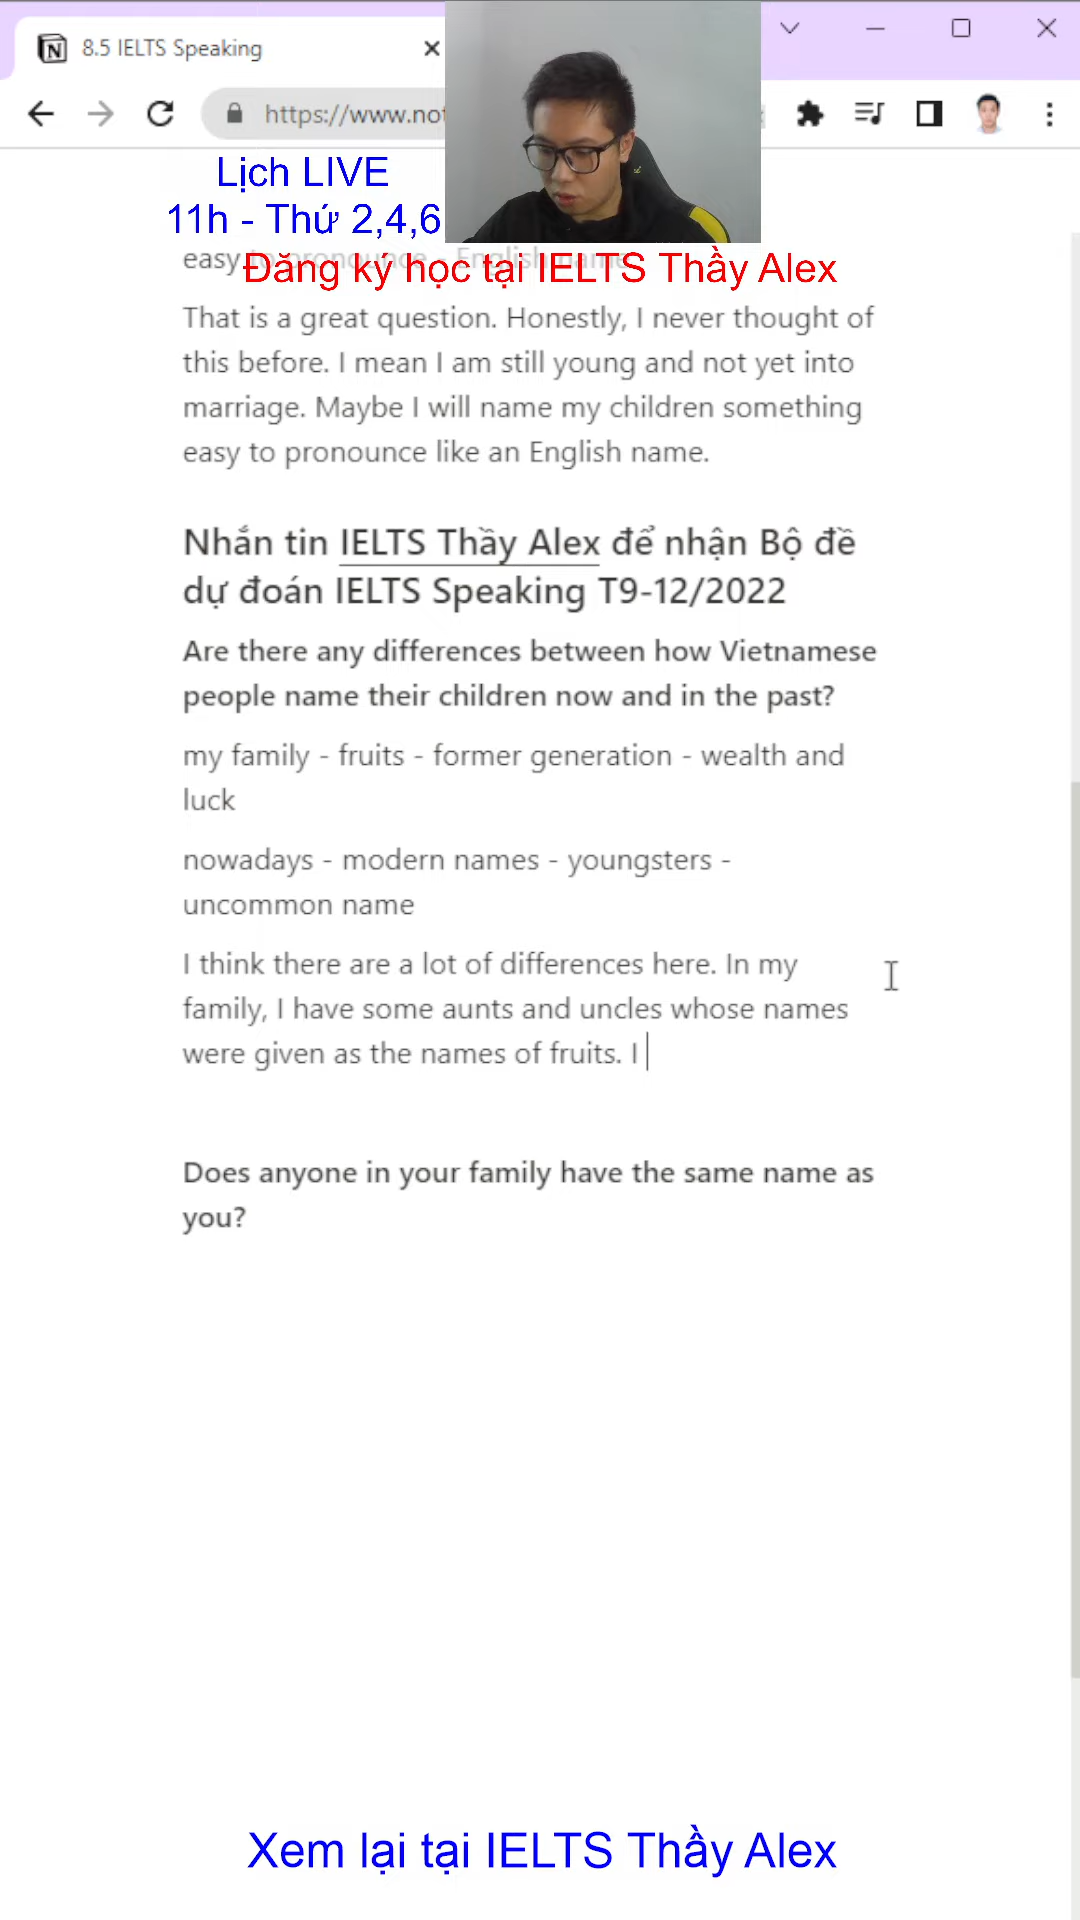 8.5 IELTS Speaking
https://www.not
Lịch LIVE
11h - Thứ 2,4,6
easy to pronounce - English name
Đăng ký học tại IELTS Thầy Alex
That is a great question. Honestly, I never thought of
this before. I mean I am still young and not yet into
marriage. Maybe I will name my children something
easy to pronounce like an English name.
Nhắn tin IELTS Thầy Alex để nhận Bộ đề
dự đoán IELTS Speaking T9-12/2022
Are there any differences between how Vietnamese
people name their children now and in the past?
my family - fruits - former generation - wealth and
luck
nowadays - modern names - youngsters -
uncommon name
I think there are a lot of differences here. In my
family, I have some aunts and uncles whose names
were given as the names of fruits. I
Does anyone in your family have the same name as
you?
Xem lại tại IELTS Thầy Alex